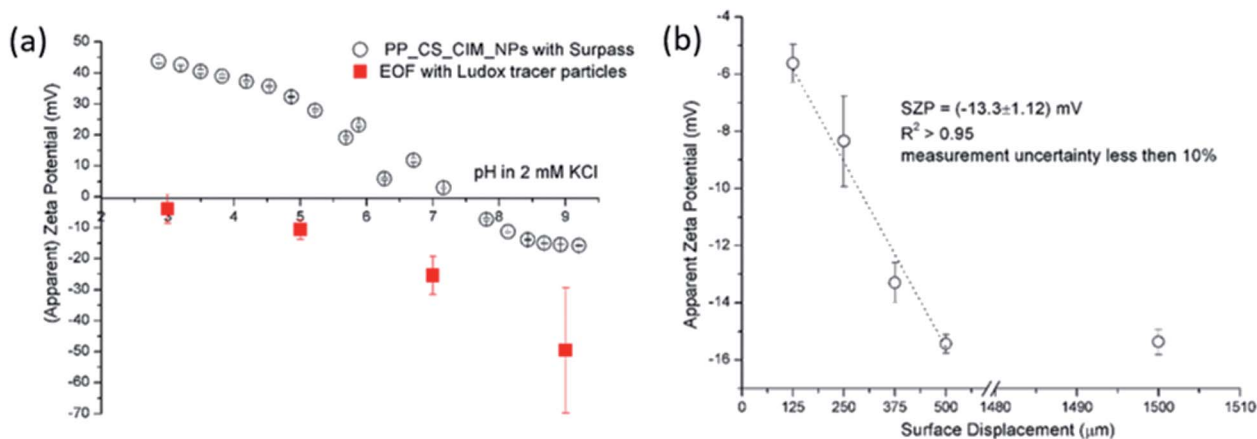 (a)
(Apparent) Zeta Potential (mV)
50
40
30
20
10
0
-10
-20
-30
-40
-50
-60
-70
PP_CS_CIM_NPs with Surpass
EOF with Ludox tracer particles
pH in 2 mM KCl
2 3 4 5 6 7 8 9
(b)
Apparent Zeta Potential (mV)
-4
-6
-8
-10
-12
-14
-16
SZP = (-13.3±1.12) mV
R² > 0.95
measurement uncertainty less then 10%
0 125 250 375 500 1480 1490 1500 1510
Surface Displacement (μm)